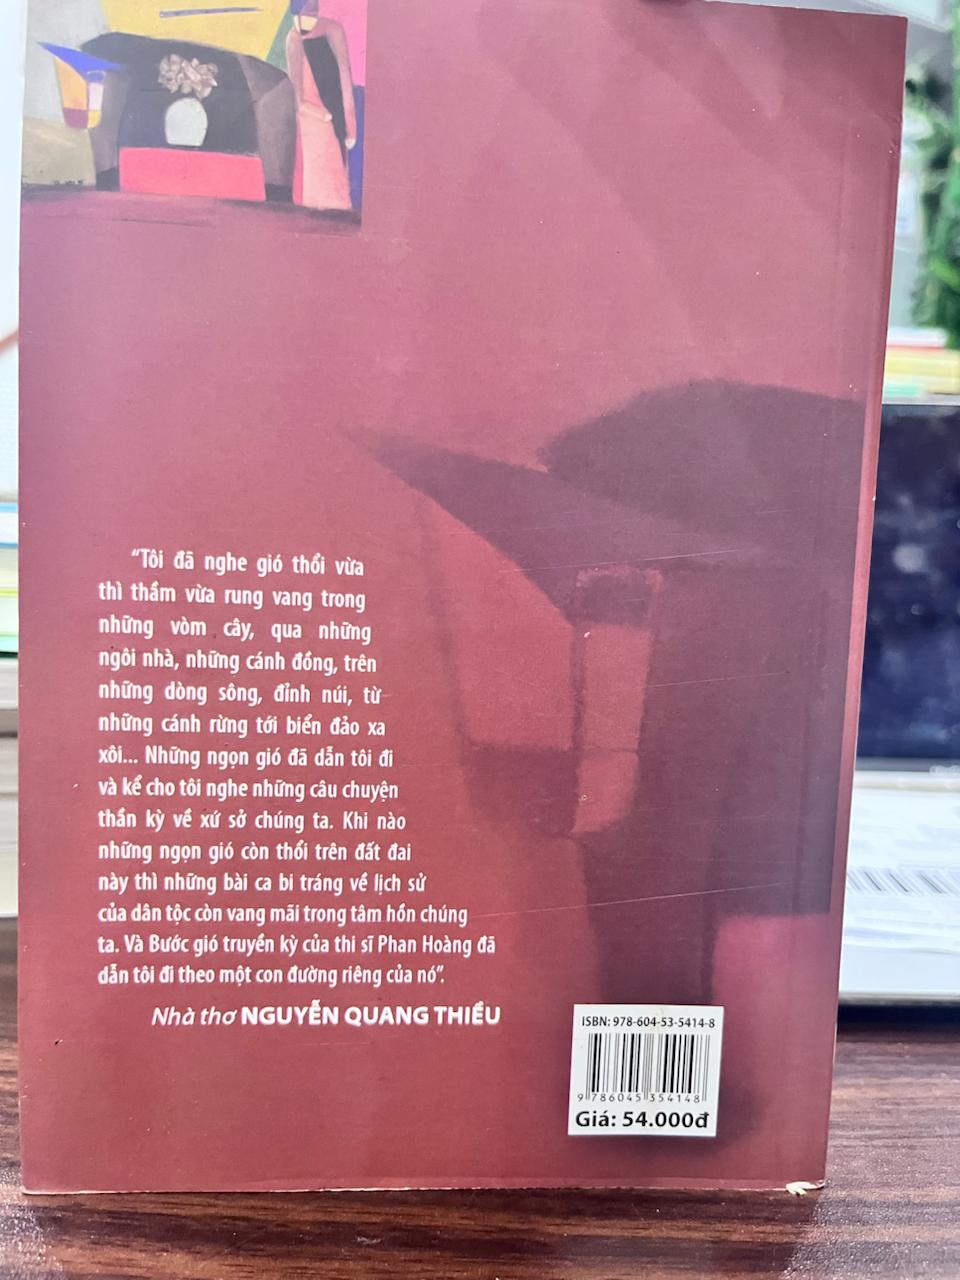 “Tôi đã nghe gió thổi vừa
thì thầm vừa rung vang trong
những vòm cây, qua những
ngôi nhà, những cánh đồng, trên
những dòng sông, đỉnh núi, từ
những cánh rừng tới biển đảo xa
xôi... Những ngọn gió đã dẫn tôi đi
và kể cho tôi nghe những câu chuyện
thần kỳ về xứ sở chúng ta. Khi nào
những ngọn gió còn thổi trên đất đai
này thì những bài ca bi tráng về lịch sử
của dân tộc còn vang mãi trong tâm hồn chúng
ta. Và Bước gió truyền kỳ của thi sĩ Phan Hoàng đã
dẫn tôi đi theo một con đường riêng của nó”.
Nhà thơ NGUYỄN QUANG THIỀU
ISBN: 978-604-53-5414-8
9 786045 354148
Giá: 54.000đ